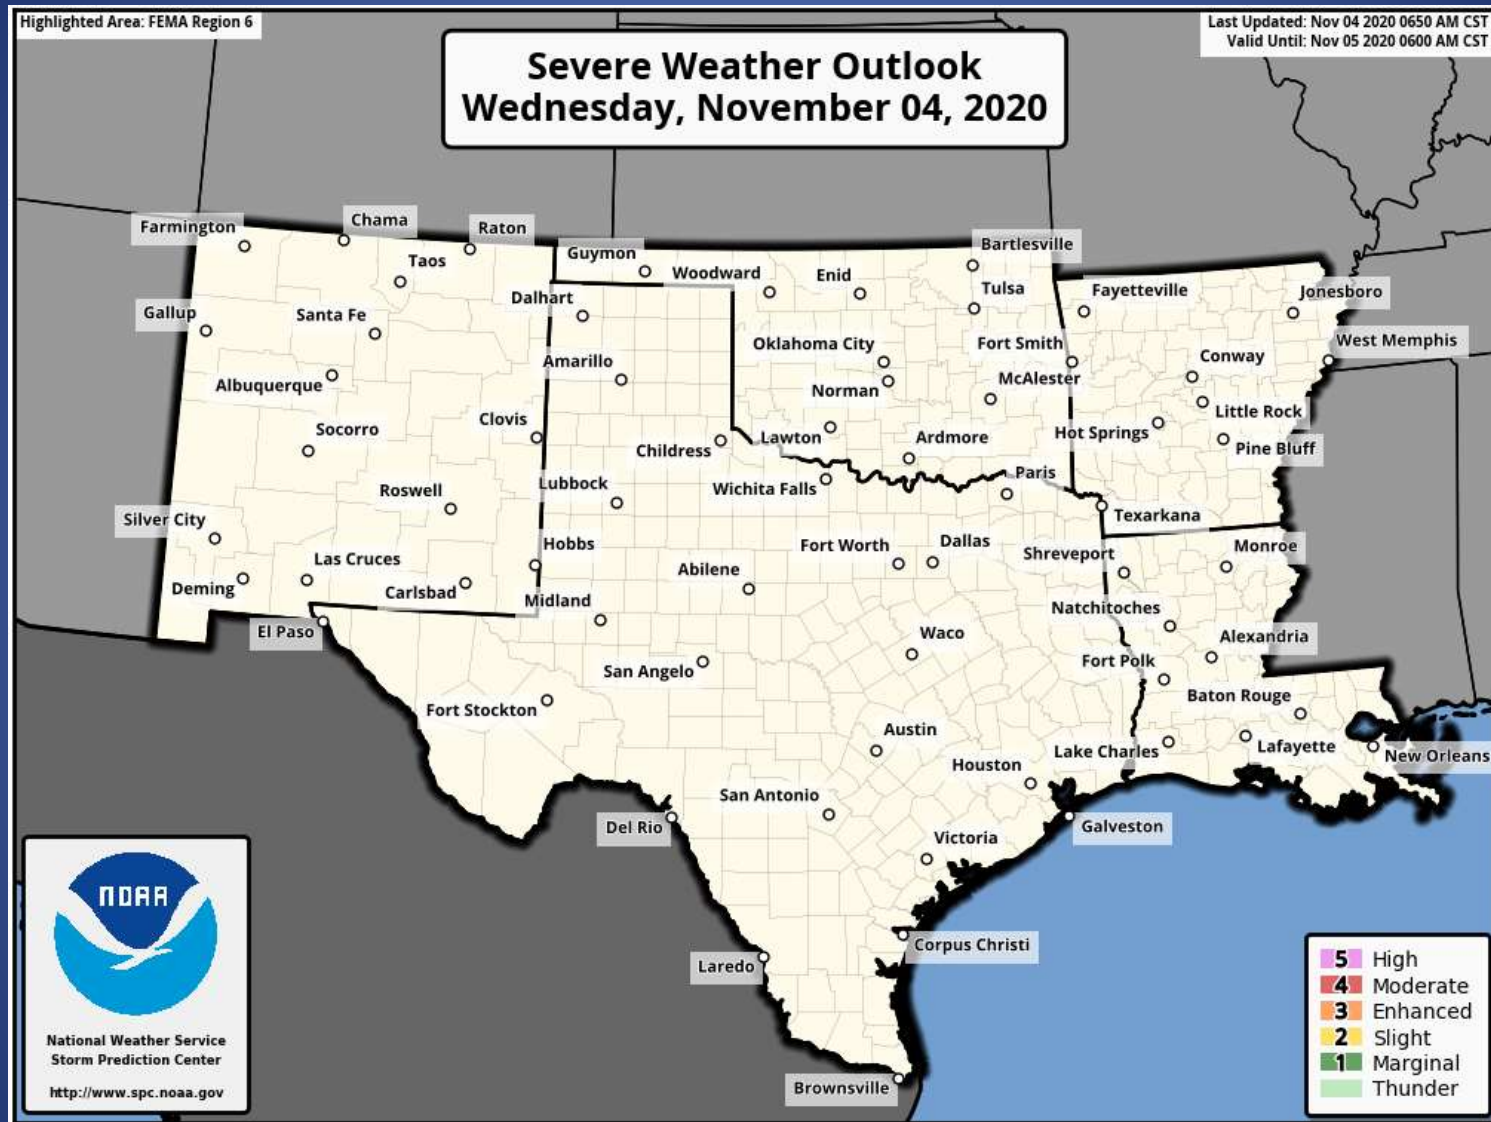 Highlighted Area: FEMA Region 6
Last Updated: Nov 04 2020 0650 AM CST
Valid Until: Nov 05 2020 0600 AM CST
Severe Weather Outlook
Wednesday, November 04, 2020
Farmington
Chama
Raton
Taos
Guymon
Woodward
Enid
Bartlesville
Tulsa
Fayetteville
Jonesboro
Dalhart
Gallup
Santa Fe
Oklahoma City
Fort Smith
West Memphis
Amarillo
Conway
Albuquerque
Norman
McAlester
Little Rock
Clovis
Socorro
Childress
Lawton
Ardmore
Hot Springs
Pine Bluff
Roswell
Lubbock
Wichita Falls
Paris
Texarkana
Silver City
Las Cruces
Hobbs
Fort Worth
Dallas
Shreveport
Monroe
Deming
Carlsbad
Midland
Abilene
Natchitoches
El Paso
Waco
Alexandria
San Angelo
Fort Polk
Baton Rouge
Fort Stockton
Austin
Lake Charles
Lafayette
New Orleans
Houston
San Antonio
Del Rio
Galveston
Victoria
Corpus Christi
Laredo
Brownsville
NOAA
National Weather Service
Storm Prediction Center
http://www.spc.noaa.gov
5 High
4 Moderate
3 Enhanced
2 Slight
1 Marginal
Thunder